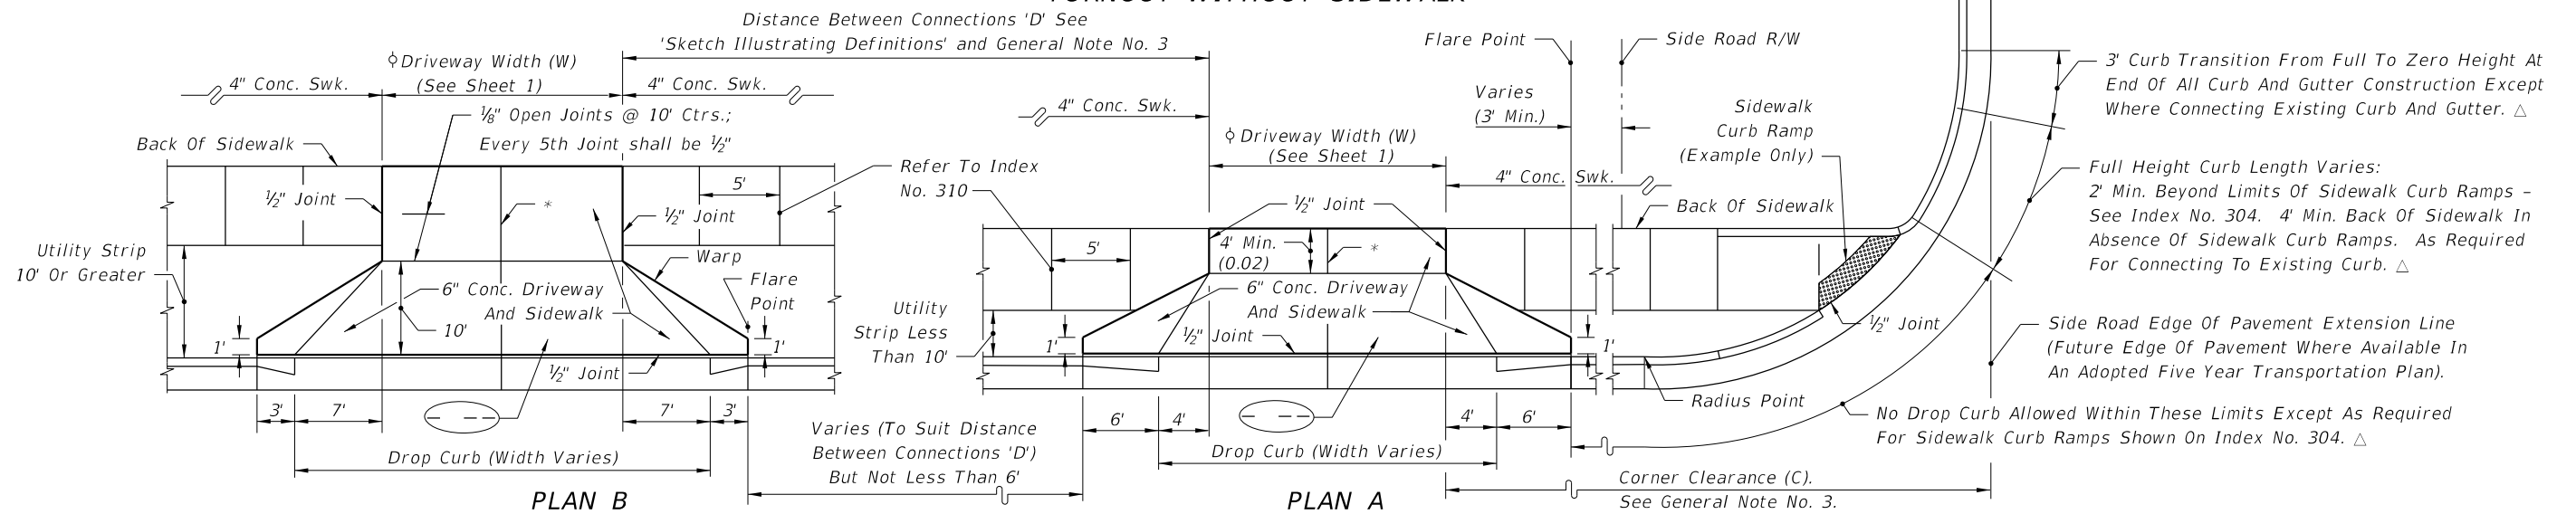 Distance Between Connections 'D' See
'Sketch Illustrating Definitions' and General Note No. 3
ϕ Driveway Width (W)
(See Sheet 1)
4" Conc. Swk.
4" Conc. Swk.
⅛" Open Joints @ 10' Ctrs.;
Every 5th Joint shall be ½"
Back Of Sidewalk
½" Joint
*
½" Joint
5'
Refer To Index
No. 310
Utility Strip
10' Or Greater
Warp
Flare
Point
6" Conc. Driveway
And Sidewalk
10'
1'
1'
½" Joint
3'
7'
7'
3'
Drop Curb (Width Varies)
PLAN B
Varies (To Suit Distance
Between Connections 'D')
But Not Less Than 6'
4" Conc. Swk.
ϕ Driveway Width (W)
(See Sheet 1)
Flare Point
Side Road R/W
Varies
(3' Min.)
Sidewalk
Curb Ramp
(Example Only)
4" Conc. Swk.
½" Joint
Back Of Sidewalk
5'
4' Min.
(0.02)
*
6" Conc. Driveway
And Sidewalk
Utility
Strip Less
Than 10'
½" Joint
1'
1'
½" Joint
6'
4'
4'
6'
Drop Curb (Width Varies)
PLAN A
Radius Point
Corner Clearance (C).
See General Note No. 3.
3' Curb Transition From Full To Zero Height At
End Of All Curb And Gutter Construction Except
Where Connecting Existing Curb And Gutter. △
Full Height Curb Length Varies:
2' Min. Beyond Limits Of Sidewalk Curb Ramps –
See Index No. 304. 4' Min. Back Of Sidewalk In
Absence Of Sidewalk Curb Ramps. As Required
For Connecting To Existing Curb. △
Side Road Edge Of Pavement Extension Line
(Future Edge Of Pavement Where Available In
An Adopted Five Year Transportation Plan).
No Drop Curb Allowed Within These Limits Except As Required
For Sidewalk Curb Ramps Shown On Index No. 304. △